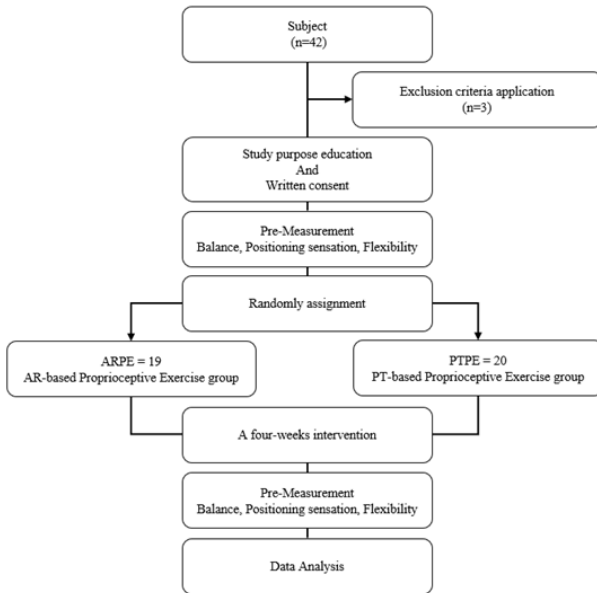 Subject
(n=42)
Exclusion criteria application
(n=3)
Study purpose education
And
Written consent
Pre-Measurement
Balance, Positioning sensation, Flexibility
Randomly assignment
ARPE = 19
AR-based Proprioceptive Exercise group
PTPE = 20
PT-based Proprioceptive Exercise group
A four-weeks intervention
Pre-Measurement
Balance, Positioning sensation, Flexibility
Data Analysis